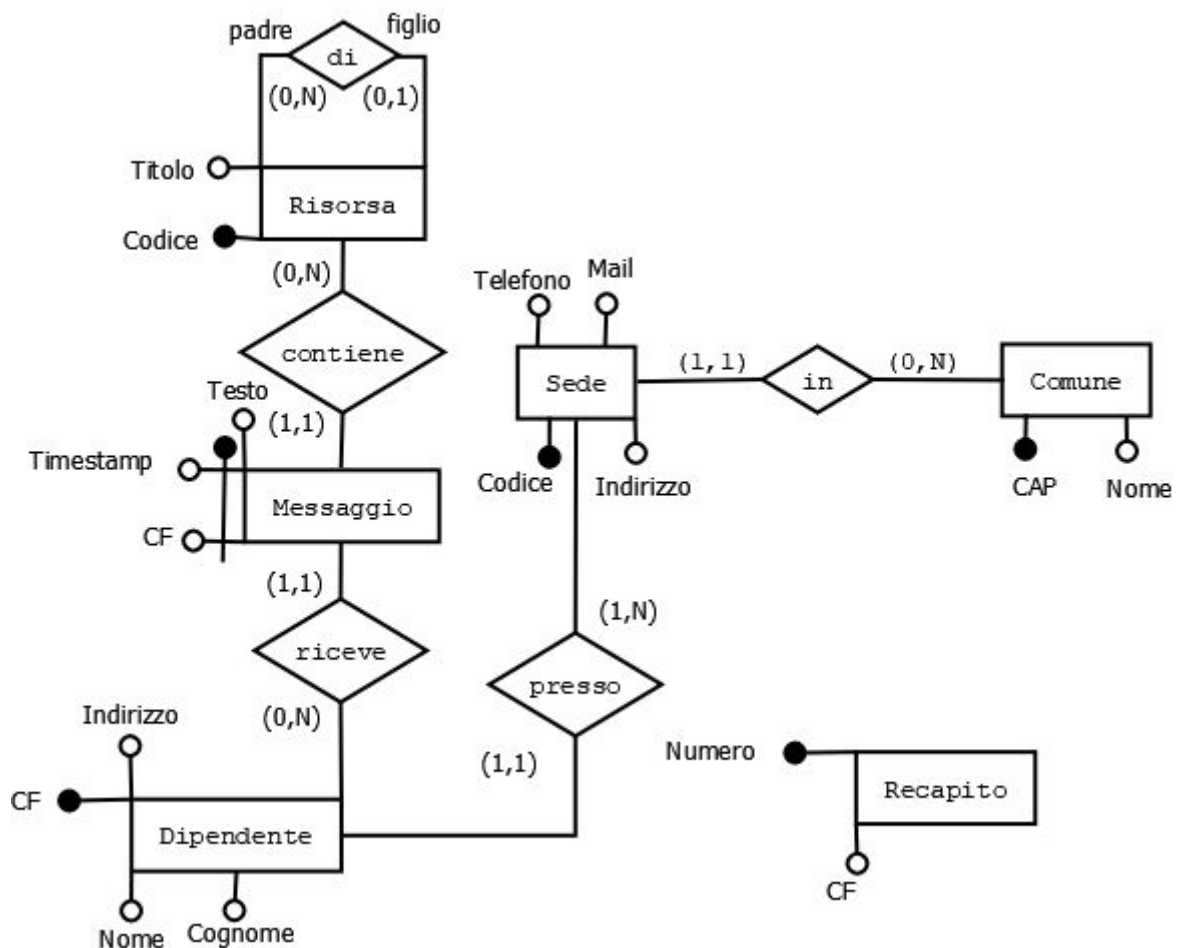 padre
figlio
di
(0,N)
(0,1)
Titolo
Risorsa
Codice
(0,N)
contiene
Telefono
Mail
Sede
(1,1)
in
(0,N)
Comune
Testo
(1,1)
Timestamp
Messaggio
Codice
Indirizzo
CAP
Nome
CF
(1,1)
riceve
(1,N)
presso
Indirizzo
(0,N)
(1,1)
Numero
Recapito
CF
Dipendente
CF
Nome
Cognome